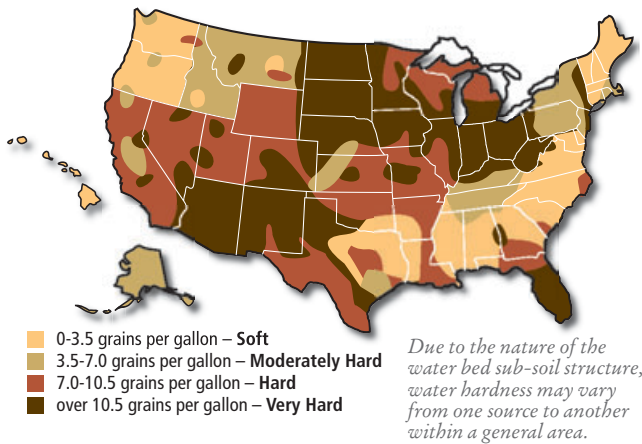 0-3.5 grains per gallon – Soft
3.5-7.0 grains per gallon – Moderately Hard
7.0-10.5 grains per gallon – Hard
over 10.5 grains per gallon – Very Hard
Due to the nature of the
water bed sub-soil structure,
water hardness may vary
from one source to another
within a general area.